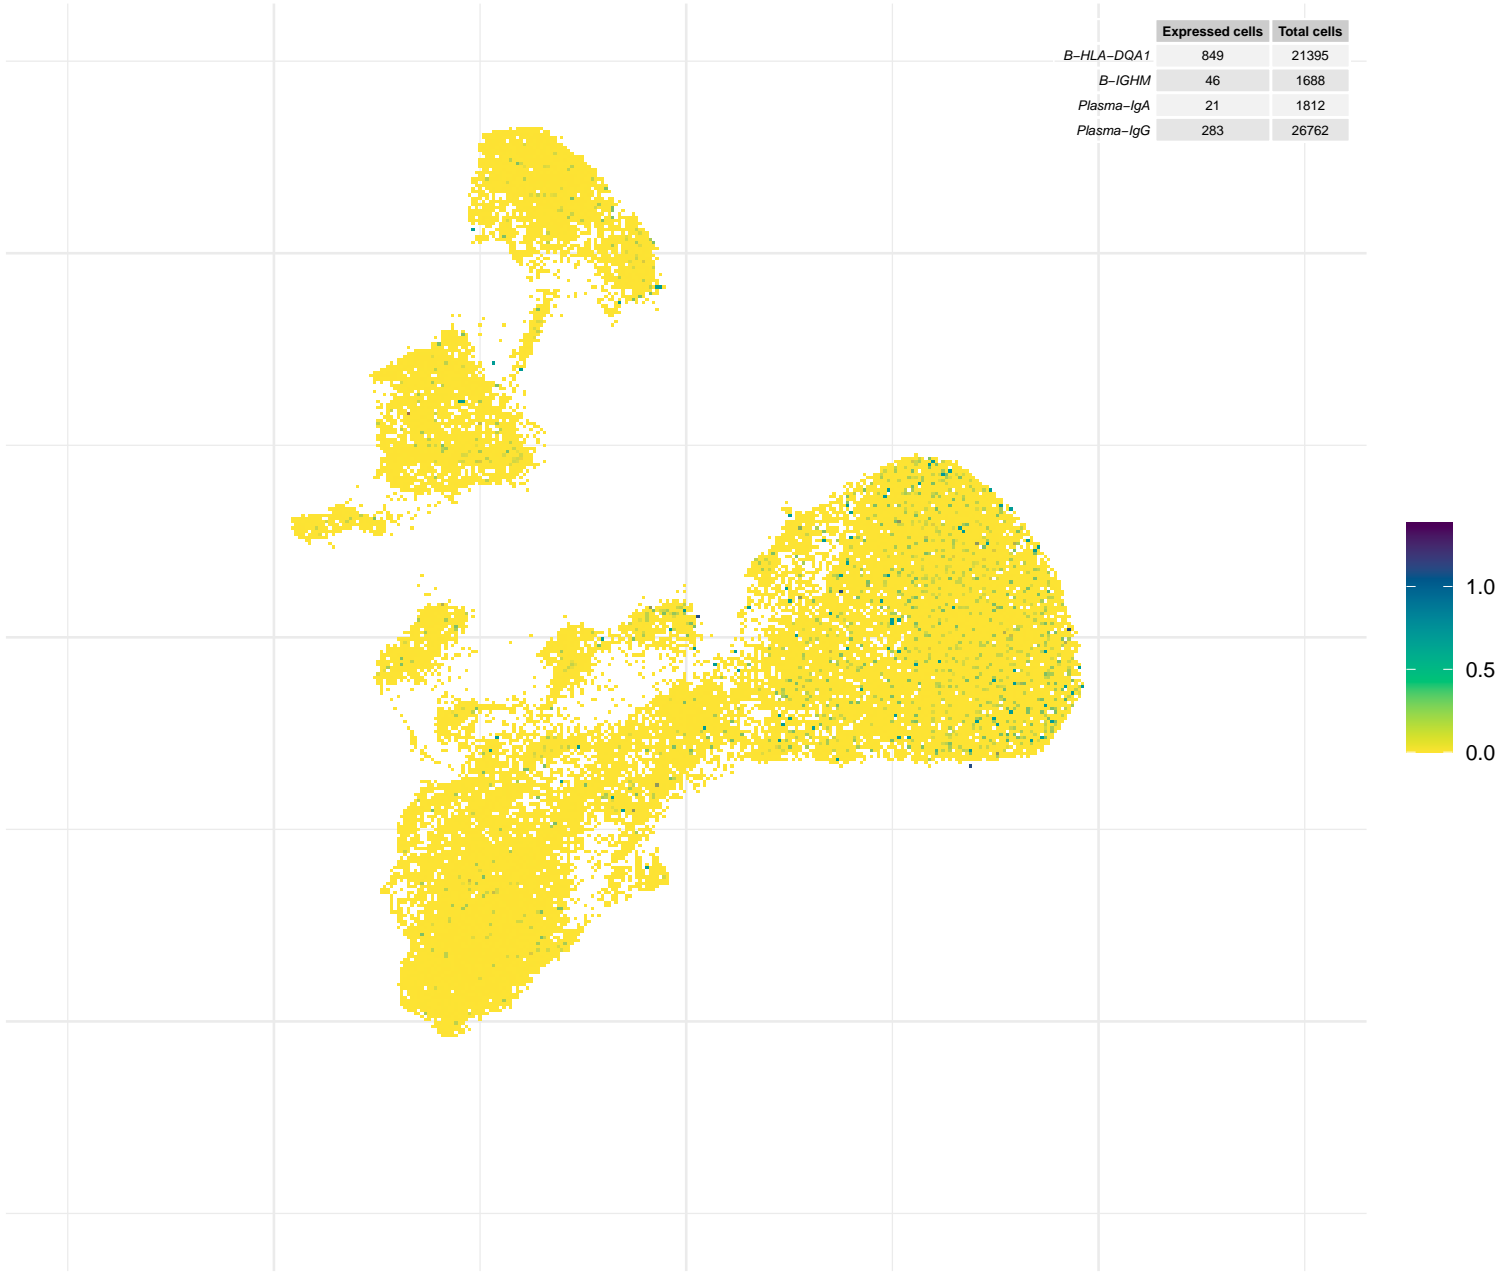 Expressed cells Total cells
B−HLA−DQA1 849 21395
B−IGHM 46 1688
Plasma−IgA 21 1812
Plasma−IgG 283 26762
1.0
0.5
0.0